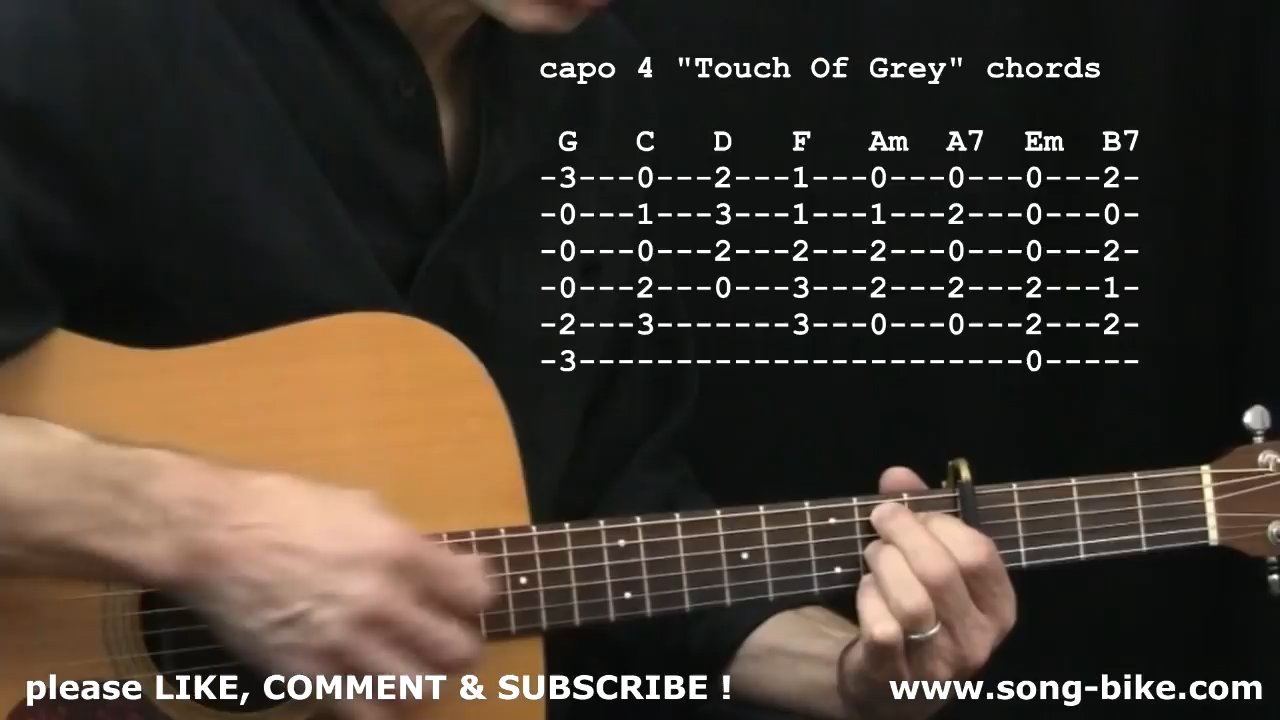 capo 4 "Touch Of Grey" chords
G C D F Am A7 Em B7
-3---0---2---1---0---0---0---2-
-0---1---3---1---1---2---0---0-
-0---0---2---2---2---0---0---2-
-0---2---0---3---2---2---2---1-
-2---3-------3---0---0---2---2-
-3-----------------------0-----
please LIKE, COMMENT & SUBSCRIBE !
www.song-bike.com